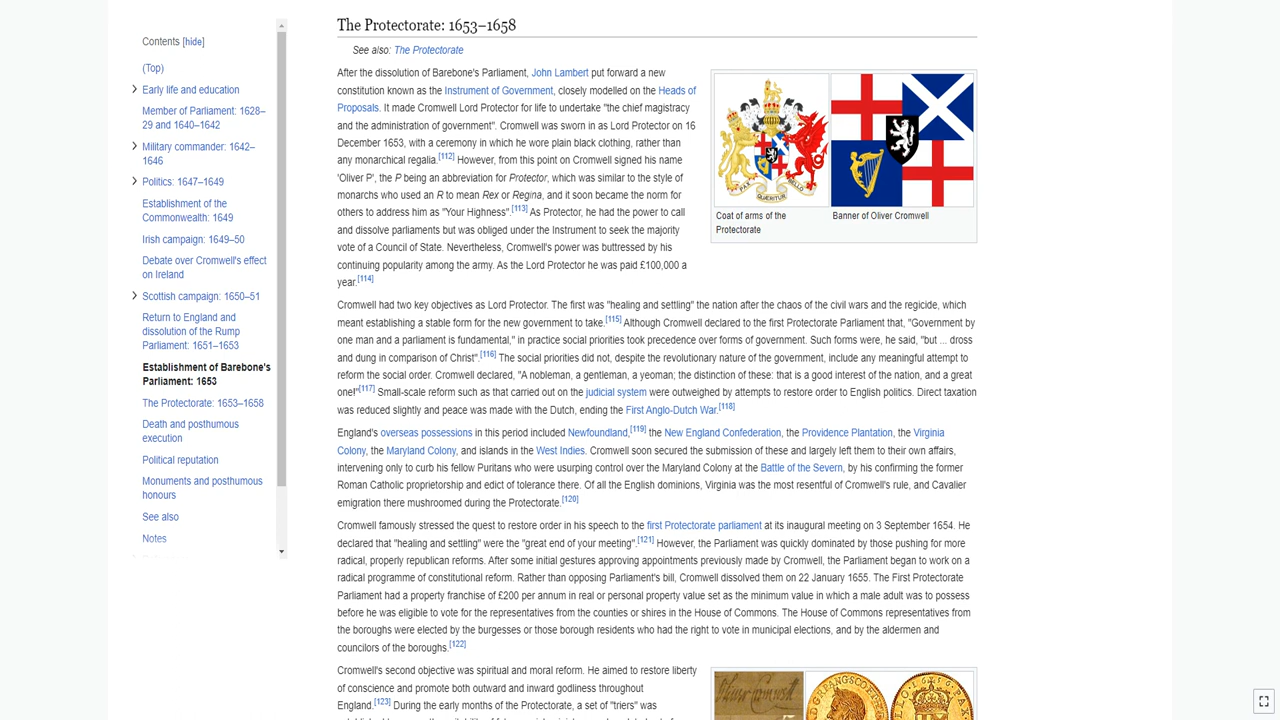 Contents [hide]
(Top)
Early life and education
Member of Parliament: 1628–
29 and 1640–1642
Military commander: 1642–
1646
Politics: 1647–1649
Establishment of the
Commonwealth: 1649
Irish campaign: 1649–50
Debate over Cromwell's effect
on Ireland
Scottish campaign: 1650–51
Return to England and
dissolution of the Rump
Parliament: 1651–1653
Establishment of Barebone's
Parliament: 1653
The Protectorate: 1653–1658
Death and posthumous
execution
Political reputation
Monuments and posthumous
honours
See also
Notes
The Protectorate: 1653–1658
See also: The Protectorate
After the dissolution of Barebone's Parliament, John Lambert put forward a new
constitution known as the Instrument of Government, closely modelled on the Heads of
Proposals. It made Cromwell Lord Protector for life to undertake "the chief magistracy
and the administration of government". Cromwell was sworn in as Lord Protector on 16
December 1653, with a ceremony in which he wore plain black clothing, rather than
any monarchical regalia.[112] However, from this point on Cromwell signed his name
'Oliver P', the P being an abbreviation for Protector, which was similar to the style of
monarchs who used an R to mean Rex or Regina, and it soon became the norm for
others to address him as "Your Highness".[113] As Protector, he had the power to call
and dissolve parliaments but was obliged under the Instrument to seek the majority
vote of a Council of State. Nevertheless, Cromwell's power was buttressed by his
continuing popularity among the army. As the Lord Protector he was paid £100,000 a
year.[114]
PAX QUÆRITUR BELLO
Coat of arms of the
Protectorate
Banner of Oliver Cromwell
Cromwell had two key objectives as Lord Protector. The first was "healing and settling" the nation after the chaos of the civil wars and the regicide, which
meant establishing a stable form for the new government to take.[115] Although Cromwell declared to the first Protectorate Parliament that, "Government by
one man and a parliament is fundamental," in practice social priorities took precedence over forms of government. Such forms were, he said, "but ... dross
and dung in comparison of Christ".[116] The social priorities did not, despite the revolutionary nature of the government, include any meaningful attempt to
reform the social order. Cromwell declared, "A nobleman, a gentleman, a yeoman; the distinction of these: that is a good interest of the nation, and a great
one!"[117] Small-scale reform such as that carried out on the judicial system were outweighed by attempts to restore order to English politics. Direct taxation
was reduced slightly and peace was made with the Dutch, ending the First Anglo-Dutch War.[118]
England's overseas possessions in this period included Newfoundland,[119] the New England Confederation, the Providence Plantation, the Virginia
Colony, the Maryland Colony, and islands in the West Indies. Cromwell soon secured the submission of these and largely left them to their own affairs,
intervening only to curb his fellow Puritans who were usurping control over the Maryland Colony at the Battle of the Severn, by his confirming the former
Roman Catholic proprietorship and edict of tolerance there. Of all the English dominions, Virginia was the most resentful of Cromwell's rule, and Cavalier
emigration there mushroomed during the Protectorate.[120]
Cromwell famously stressed the quest to restore order in his speech to the first Protectorate parliament at its inaugural meeting on 3 September 1654. He
declared that "healing and settling" were the "great end of your meeting".[121] However, the Parliament was quickly dominated by those pushing for more
radical, properly republican reforms. After some initial gestures approving appointments previously made by Cromwell, the Parliament began to work on a
radical programme of constitutional reform. Rather than opposing Parliament's bill, Cromwell dissolved them on 22 January 1655. The First Protectorate
Parliament had a property franchise of £200 per annum in real or personal property value set as the minimum value in which a male adult was to possess
before he was eligible to vote for the representatives from the counties or shires in the House of Commons. The House of Commons representatives from
the boroughs were elected by the burgesses or those borough residents who had the right to vote in municipal elections, and by the aldermen and
councilors of the boroughs.[122]
Cromwell's second objective was spiritual and moral reform. He aimed to restore liberty
of conscience and promote both outward and inward godliness throughout
England.[123] During the early months of the Protectorate, a set of "triers" was